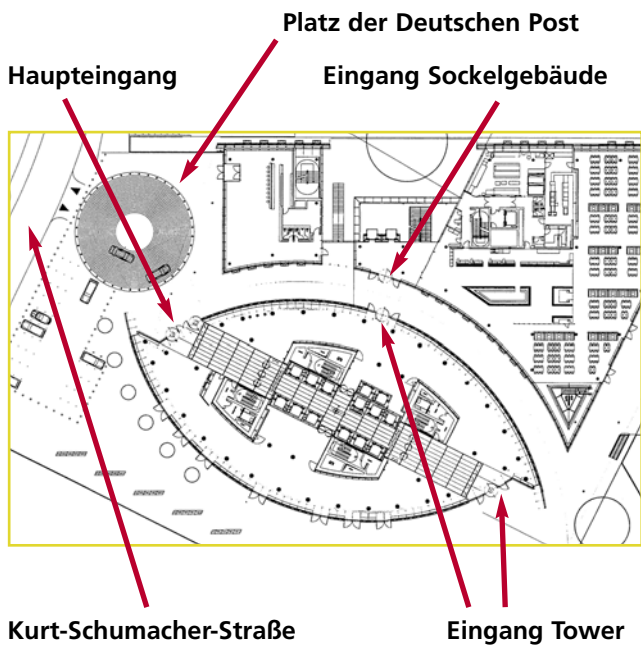 Platz der Deutschen Post
Haupteingang
Eingang Sockelgebäude
Kurt-Schumacher-Straße
Eingang Tower